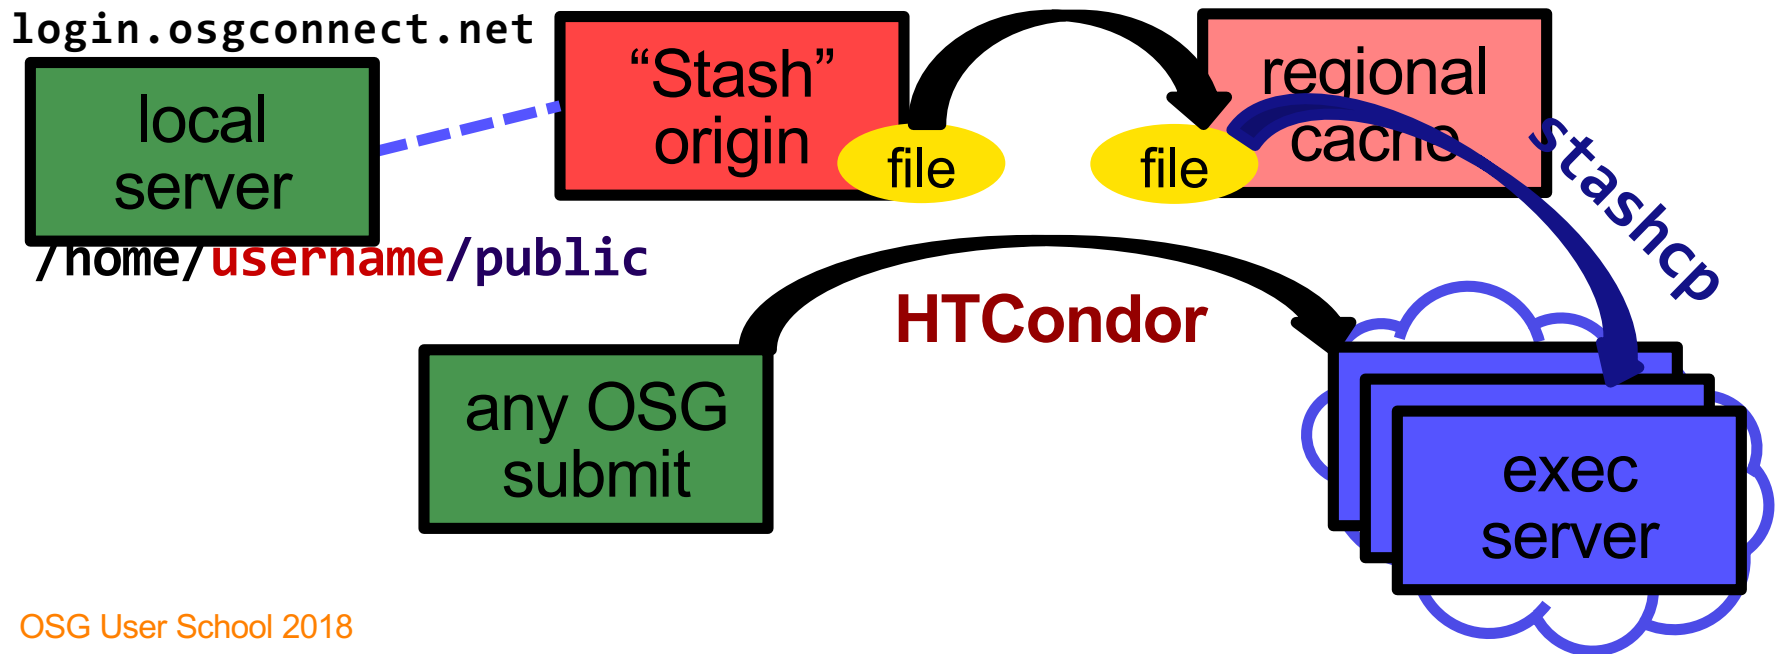 login.osgconnect.net
local
server
/home/username/public
“Stash”
origin
file
file
regional
cache
stashcp
HTCondor
any OSG
submit
exec
server
OSG User School 2018